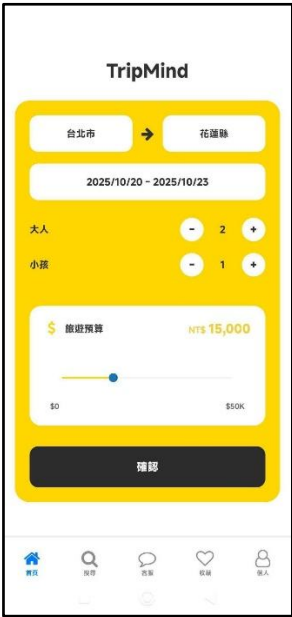 TripMind
台北市 → 花蓮縣
2025/10/20 - 2025/10/23
大人 - 2 +
小孩 - 1 +
$ 旅遊預算 NT$ 15,000
$0 $50K
確認
首頁 搜尋 客服 收藏 個人